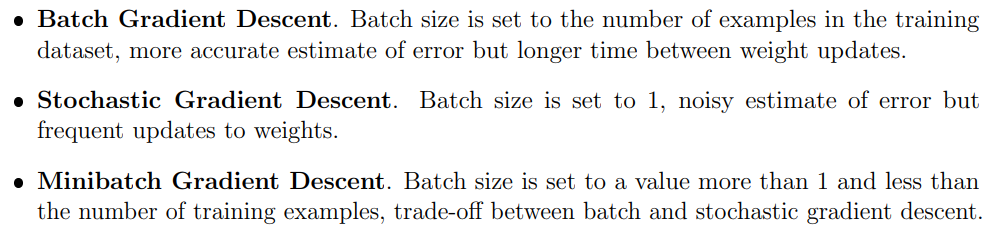 • Batch Gradient Descent. Batch size is set to the number of examples in the training
dataset, more accurate estimate of error but longer time between weight updates.
• Stochastic Gradient Descent. Batch size is set to 1, noisy estimate of error but
frequent updates to weights.
• Minibatch Gradient Descent. Batch size is set to a value more than 1 and less than
the number of training examples, trade-off between batch and stochastic gradient descent.